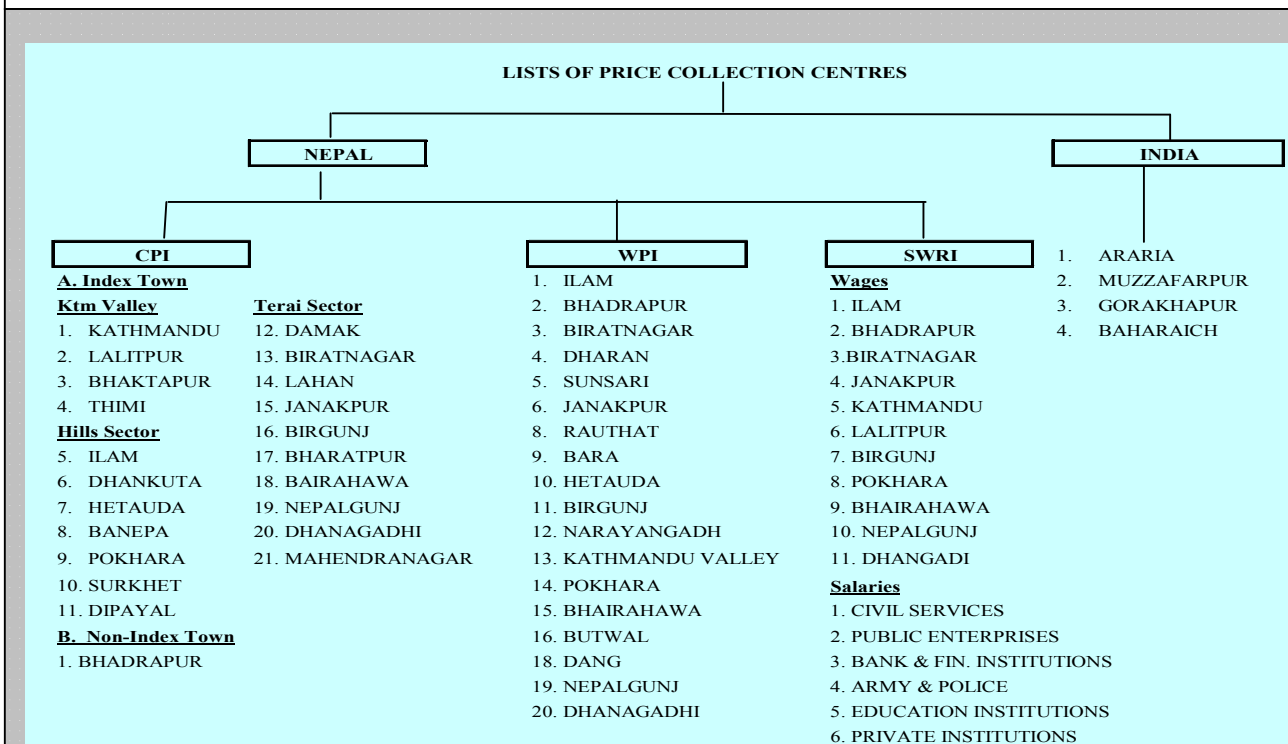 LISTS OF PRICE COLLECTION CENTRES
NEPAL
INDIA
CPI
A. Index Town
Ktm Valley
1. KATHMANDU
2. LALITPUR
3. BHAKTAPUR
4. THIMI
Hills Sector
5. ILAM
6. DHANKUTA
7. HETAUDA
8. BANEPA
9. POKHARA
10. SURKHET
11. DIPAYAL
B. Non-Index Town
1. BHADRAPUR
Terai Sector
12. DAMAK
13. BIRATNAGAR
14. LAHAN
15. JANAKPUR
16. BIRGUNJ
17. BHARATPUR
18. BAIRAHAWA
19. NEPALGUNJ
20. DHANAGADHI
21. MAHENDRANAGAR
WPI
1. ILAM
2. BHADRAPUR
3. BIRATNAGAR
4. DHARAN
5. SUNSARI
6. JANAKPUR
8. RAUTHAT
9. BARA
10. HETAUDA
11. BIRGUNJ
12. NARAYANGADH
13. KATHMANDU VALLEY
14. POKHARA
15. BHAIRAHAWA
16. BUTWAL
18. DANG
19. NEPALGUNJ
20. DHANAGADHI
SWRI
Wages
1. ILAM
2. BHADRAPUR
3.BIRATNAGAR
4. JANAKPUR
5. KATHMANDU
6. LALITPUR
7. BIRGUNJ
8. POKHARA
9. BHAIRAHAWA
10. NEPALGUNJ
11. DHANGADI
Salaries
1. CIVIL SERVICES
2. PUBLIC ENTERPRISES
3. BANK & FIN. INSTITUTIONS
4. ARMY & POLICE
5. EDUCATION INSTITUTIONS
6. PRIVATE INSTITUTIONS
1. ARARIA
2. MUZZAFARPUR
3. GORAKHAPUR
4. BAHARAICH